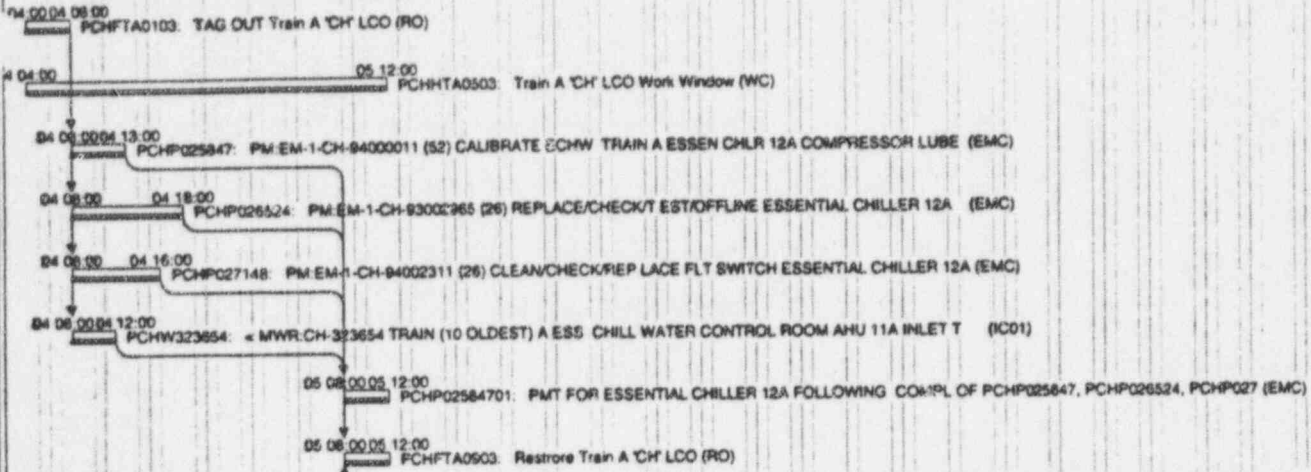 04:00 04 08:00
PCHFTA0103: TAG OUT Train A 'CH' LCO (RO)
4 04:00 05 12:00
PCHHTA0503: Train A 'CH' LCO Work Window (WC)
04 08:00 04 13:00
PCHP025847: PM:EM-1-CH-94000011 (52) CALIBRATE ECHW TRAIN A ESSEN CHLR 12A COMPRESSOR LUBE (EMC)
04 08:00 04 18:00
PCHP026524: PM:EM-1-CH-93002965 (26) REPLACE/CHECK/T EST/OFFLINE ESSENTIAL CHILLER 12A (EMC)
04 08:00 04 16:00
PCHP027148: PM:EM-1-CH-94002311 (26) CLEAN/CHECK/REP LACE FLT SWITCH ESSENTIAL CHILLER 12A (EMC)
04 08:00 04 12:00
PCHW323654: < MWR:CH-323654 TRAIN (10 OLDEST) A ESS CHILL WATER CONTROL ROOM AHU 11A INLET T (IC01)
05 08:00 05 12:00
PCHP02584701: PMT FOR ESSENTIAL CHILLER 12A FOLLOWING COMPL OF PCHP025847, PCHP026524, PCHP027 (EMC)
05 08:00 05 12:00
PCHFTA0903: Restrore Train A 'CH' LCO (RO)